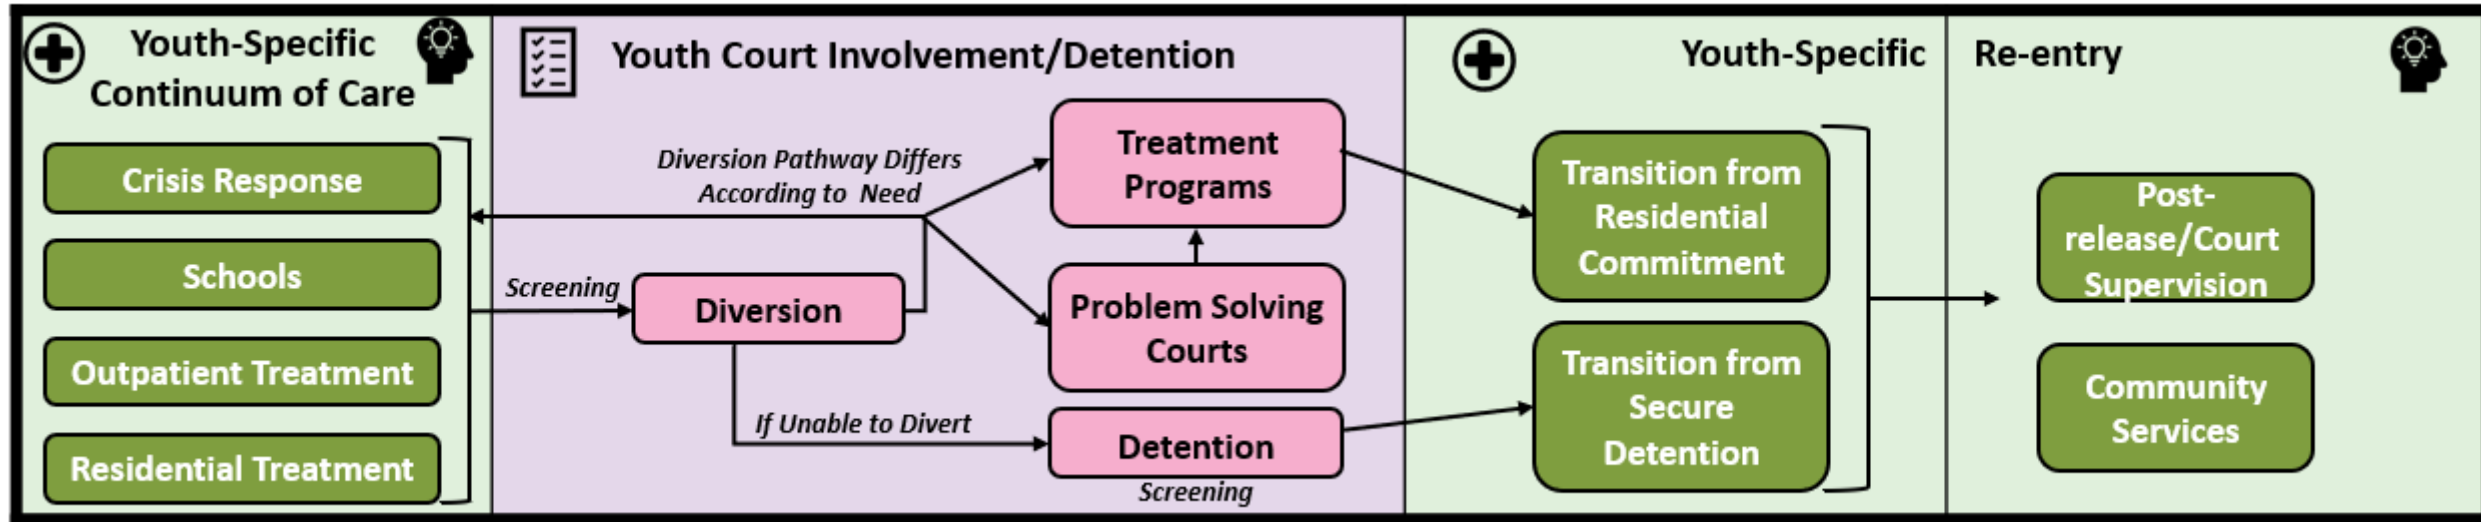 Youth-Specific
Continuum of Care
Crisis Response
Schools
Outpatient Treatment
Residential Treatment
Youth Court Involvement/Detention
Diversion Pathway Differs
According to Need
Screening
Diversion
If Unable to Divert
Treatment
Programs
Problem Solving
Courts
Detention
Screening
Youth-Specific
Re-entry
Transition from
Residential
Commitment
Transition from
Secure
Detention
Post-
release/Court
Supervision
Community
Services